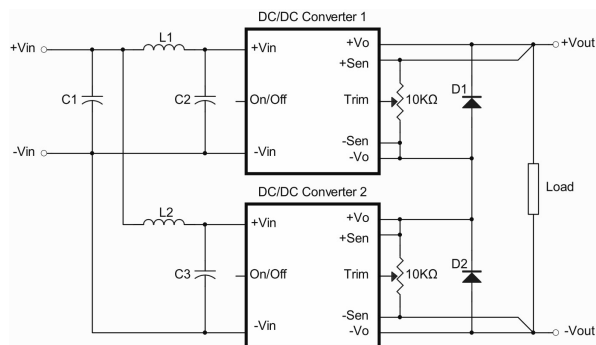 DC/DC Converter 1
+Vin
L1
+Vin
+Vo
+Vout
+Sen
C1
C2
On/Off
Trim
10KΩ
D1
-Sen
-Vin
-Vin
-Vo
DC/DC Converter 2
Load
L2
+Vin
+Vo
+Sen
C3
On/Off
Trim
10KΩ
D2
-Sen
-Vin
-Vo
-Vout